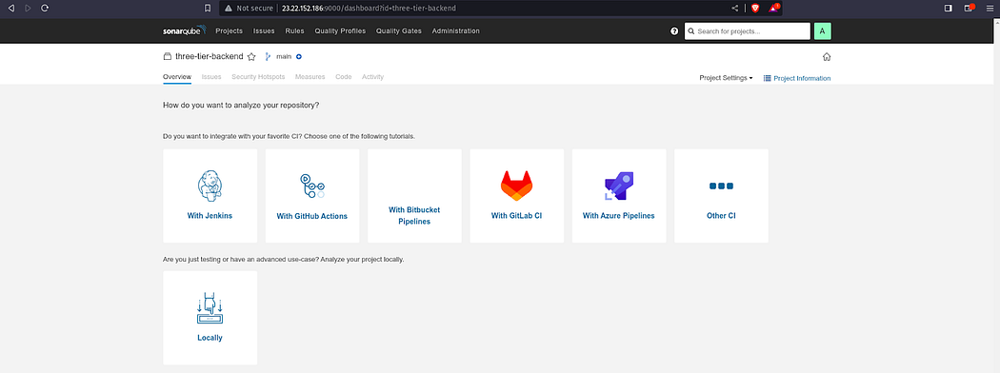 Not secure 23.22.152.186:9000/dashboard?id=three-tier-backend
sonarqube Projects Issues Rules Quality Profiles Quality Gates Administration ? Search for projects... A
three-tier-backend main
Overview Issues Security Hotspots Measures Code Activity Project Settings Project Information
How do you want to analyze your repository?
Do you want to integrate with your favorite CI? Choose one of the following tutorials.
With Jenkins With GitHub Actions With Bitbucket Pipelines With GitLab CI With Azure Pipelines Other CI
Are you just testing or have an advanced use-case? Analyze your project locally.
Locally